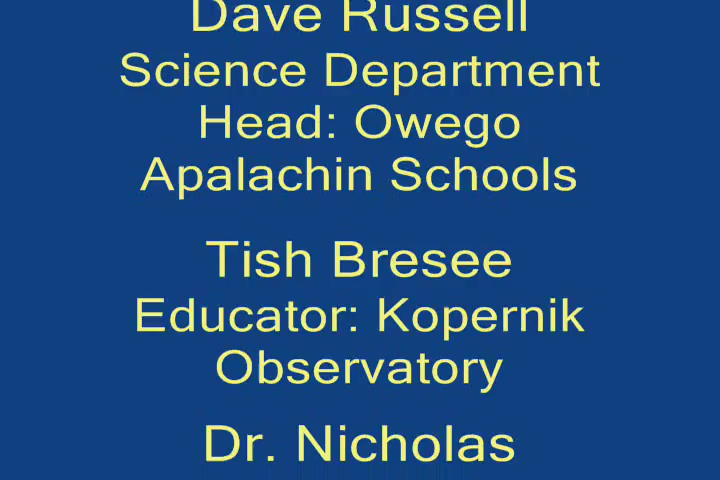 Dave Russell
Science Department
Head: Owego
Apalachin Schools
Tish Bresee
Educator: Kopernik
Observatory
Dr. Nicholas